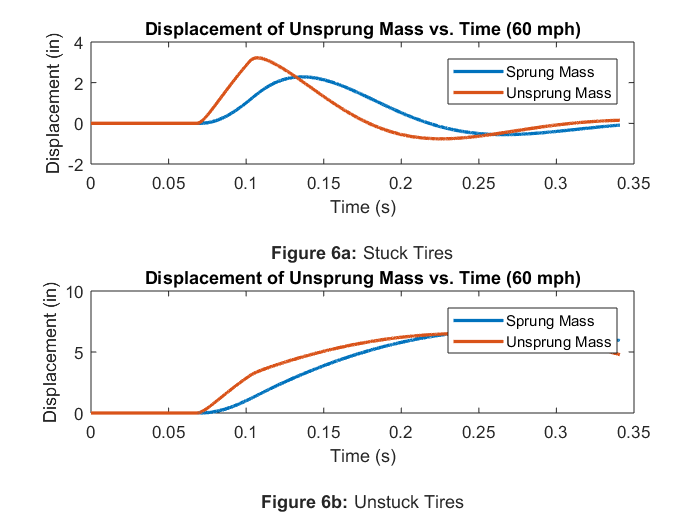 Displacement of Unsprung Mass vs. Time (60 mph)
Displacement (in)
4
2
0
-2
Sprung Mass
Unsprung Mass
0 0.05 0.1 0.15 0.2 0.25 0.3 0.35
Time (s)
Figure 6a: Stuck Tires
Displacement of Unsprung Mass vs. Time (60 mph)
Displacement (in)
10
5
0
Sprung Mass
Unsprung Mass
0 0.05 0.1 0.15 0.2 0.25 0.3 0.35
Time (s)
Figure 6b: Unstuck Tires